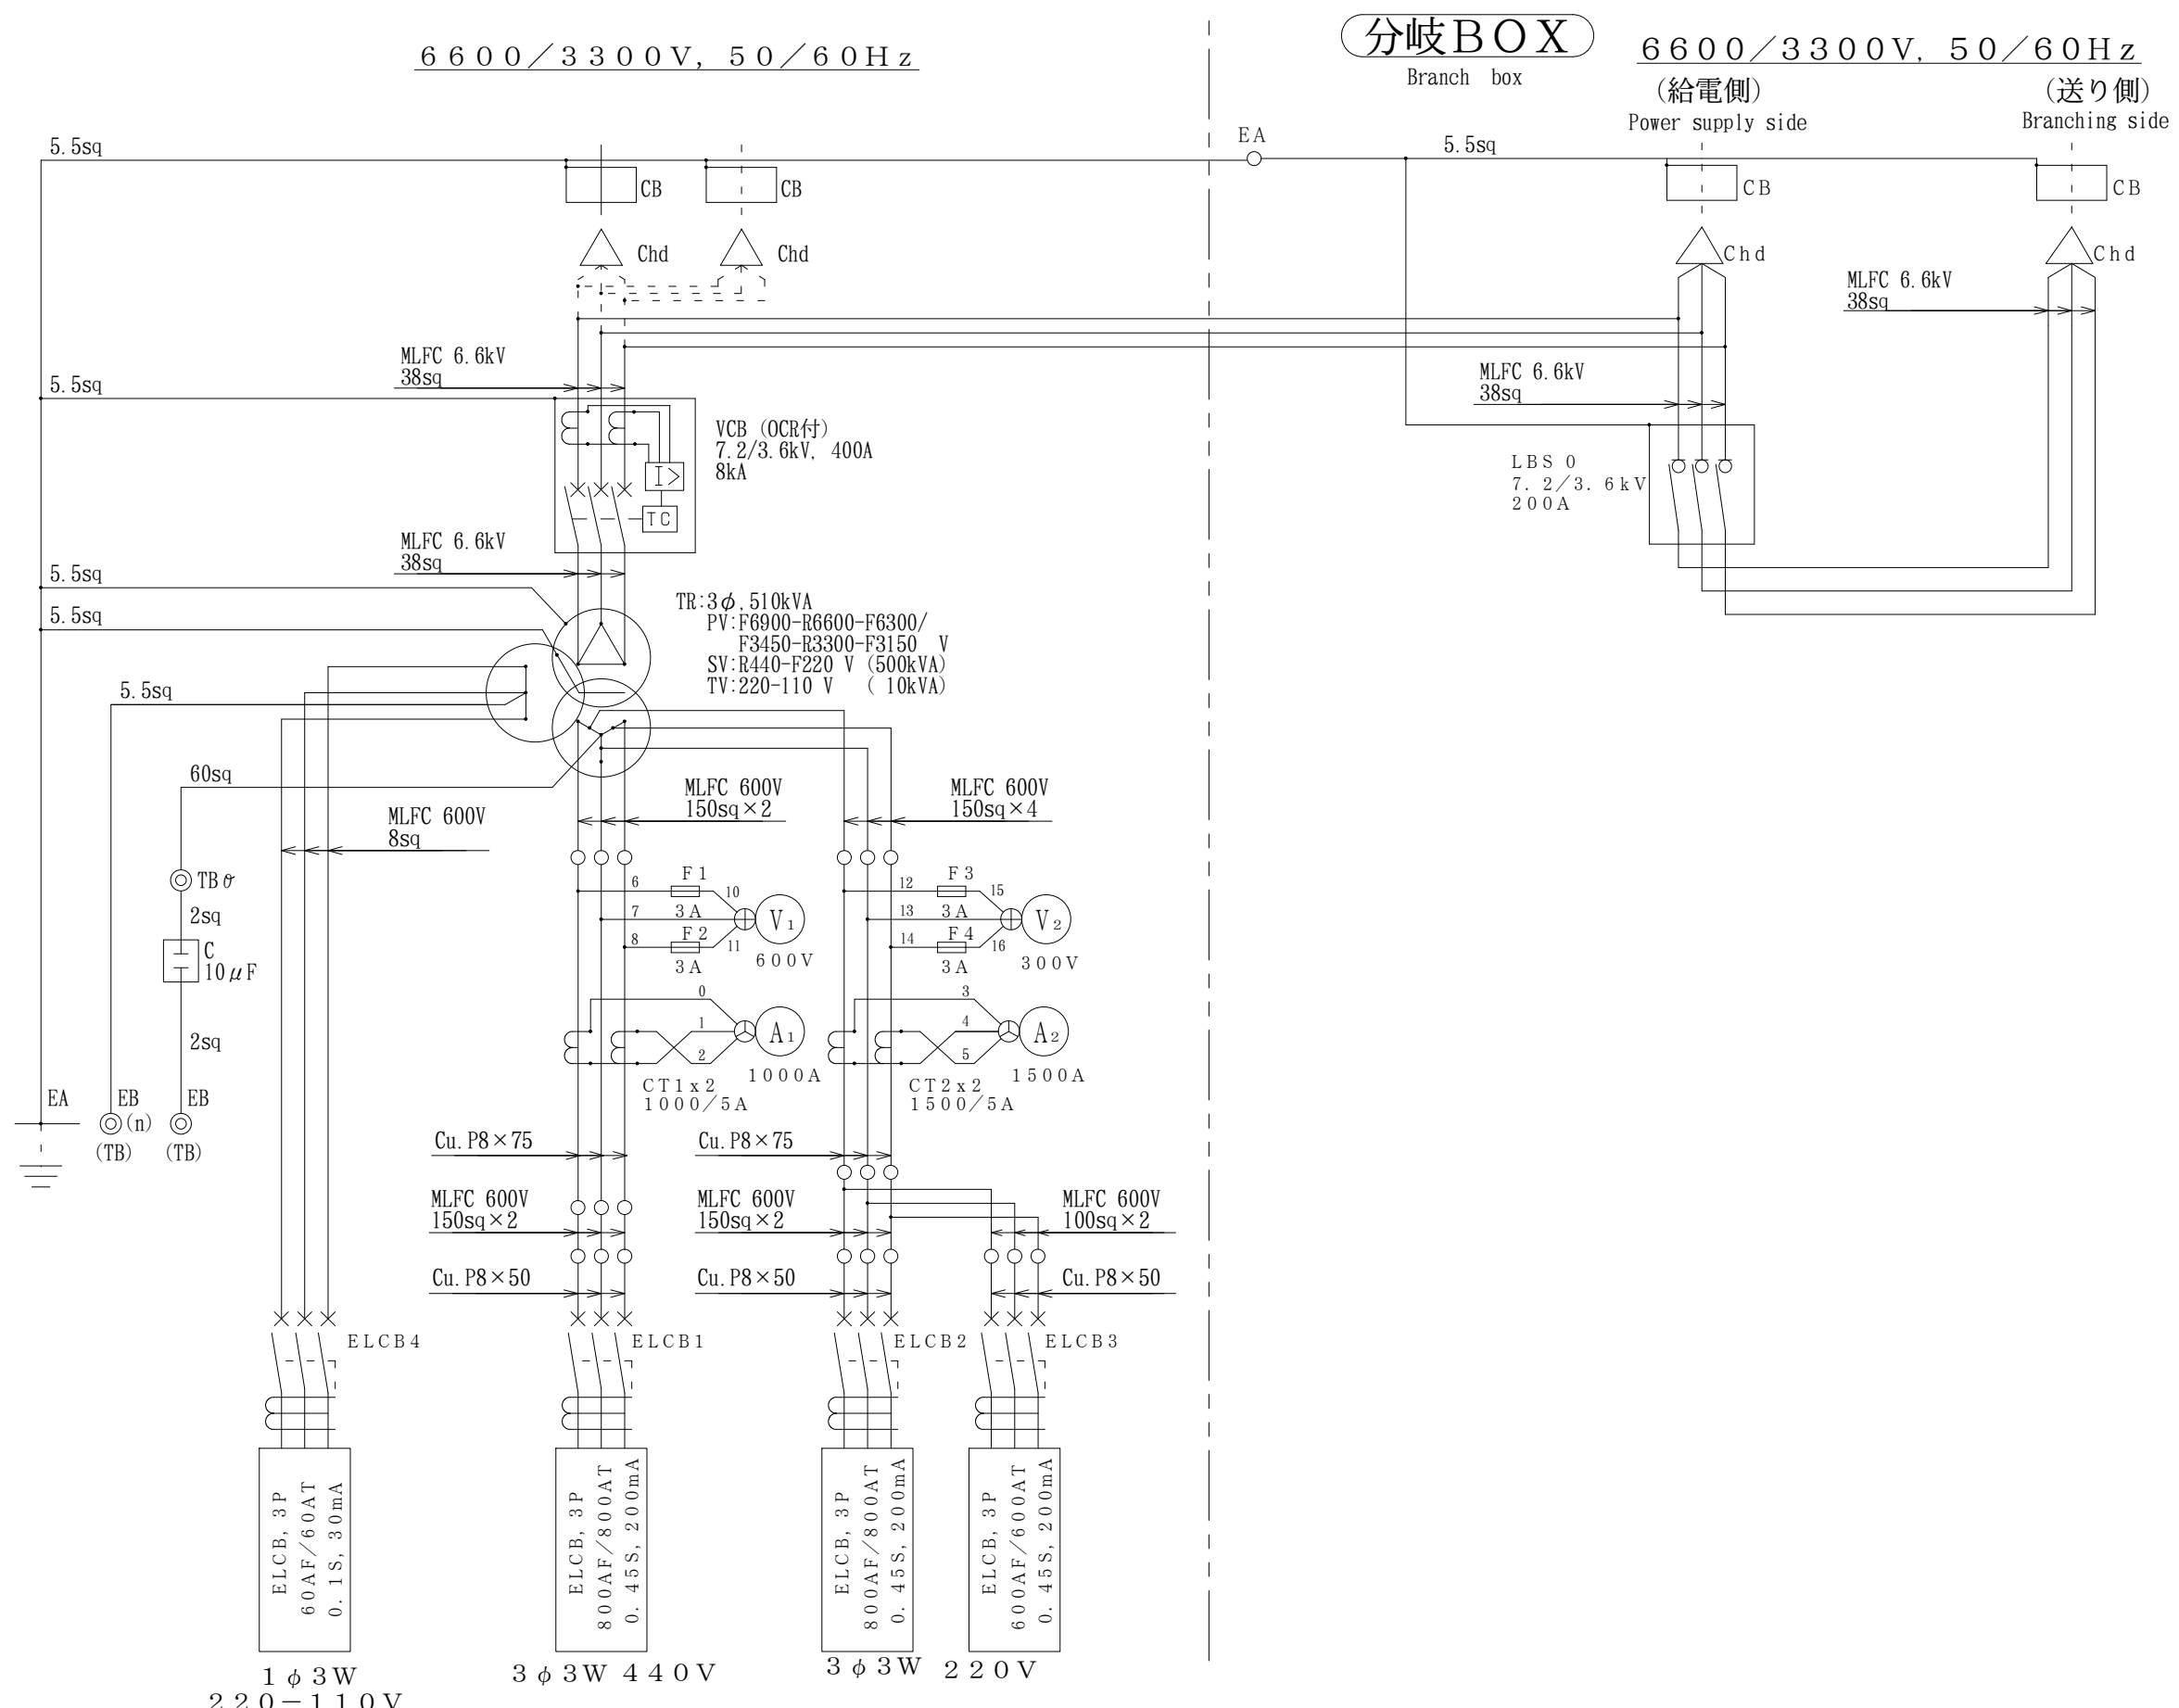 6600/3300V, 50/60Hz
分岐BOX
Branch box
6600/3300V, 50/60Hz
(給電側)
Power supply side
(送り側)
Branching side
5.5sq
CB
CB
EA
5.5sq
CB
CB
Chd
Chd
Chd
Chd
MLFC 6.6kV
38sq
MLFC 6.6kV
38sq
5.5sq
MLFC 6.6kV
38sq
VCB (OCR付)
7.2/3.6kV, 400A
8kA
I>
TC
LBS 0
7.2/3.6kV
200A
MLFC 6.6kV
38sq
5.5sq
5.5sq
TR:3φ,510kVA
PV:F6900-R6600-F6300/
F3450-R3300-F3150 V
SV:R440-F220 V (500kVA)
TV:220-110 V ( 10kVA)
5.5sq
60sq
MLFC 600V
8sq
MLFC 600V
150sq×2
MLFC 600V
150sq×4
TB
2sq
C
10μF
2sq
6 F1 10
3A
7
F2
8 11
3A
V1
600V
12 F3 15
3A
13
F4
14 16
3A
V2
300V
0
1
2
A1
1000A
CT1x2
1000/5A
3
4
5
A2
1500A
CT2x2
1500/5A
EA
EB
(n)
(TB)
EB
(TB)
Cu.P8×75
Cu.P8×75
MLFC 600V
150sq×2
MLFC 600V
150sq×2
MLFC 600V
100sq×2
Cu.P8×50
Cu.P8×50
Cu.P8×50
ELCB4
ELCB1
ELCB2
ELCB3
ELCB, 3P
60AF/60AT
0.1S, 30mA
ELCB, 3P
800AF/800AT
0.45S, 200mA
ELCB, 3P
800AF/800AT
0.45S, 200mA
ELCB, 3P
600AF/600AT
0.45S, 200mA
1φ3W
220-110V
3φ3W 440V
3φ3W 220V